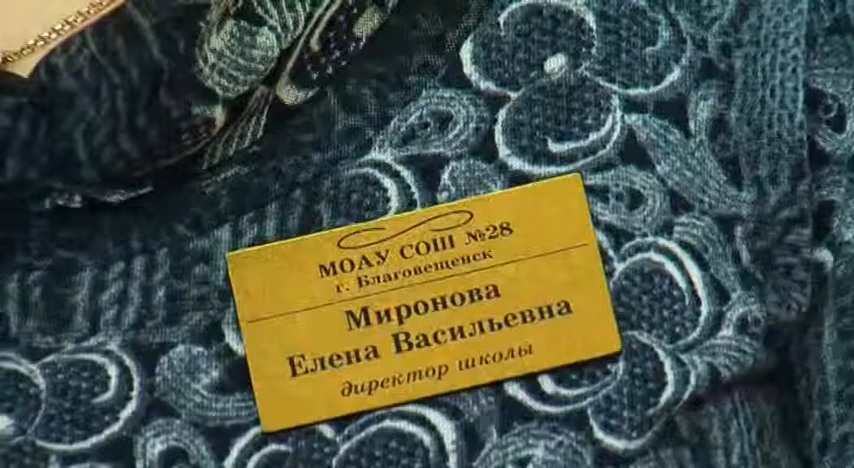 МОАУ СОШ №28
г. Благовещенск
Миронова
Елена Васильевна
директор школы